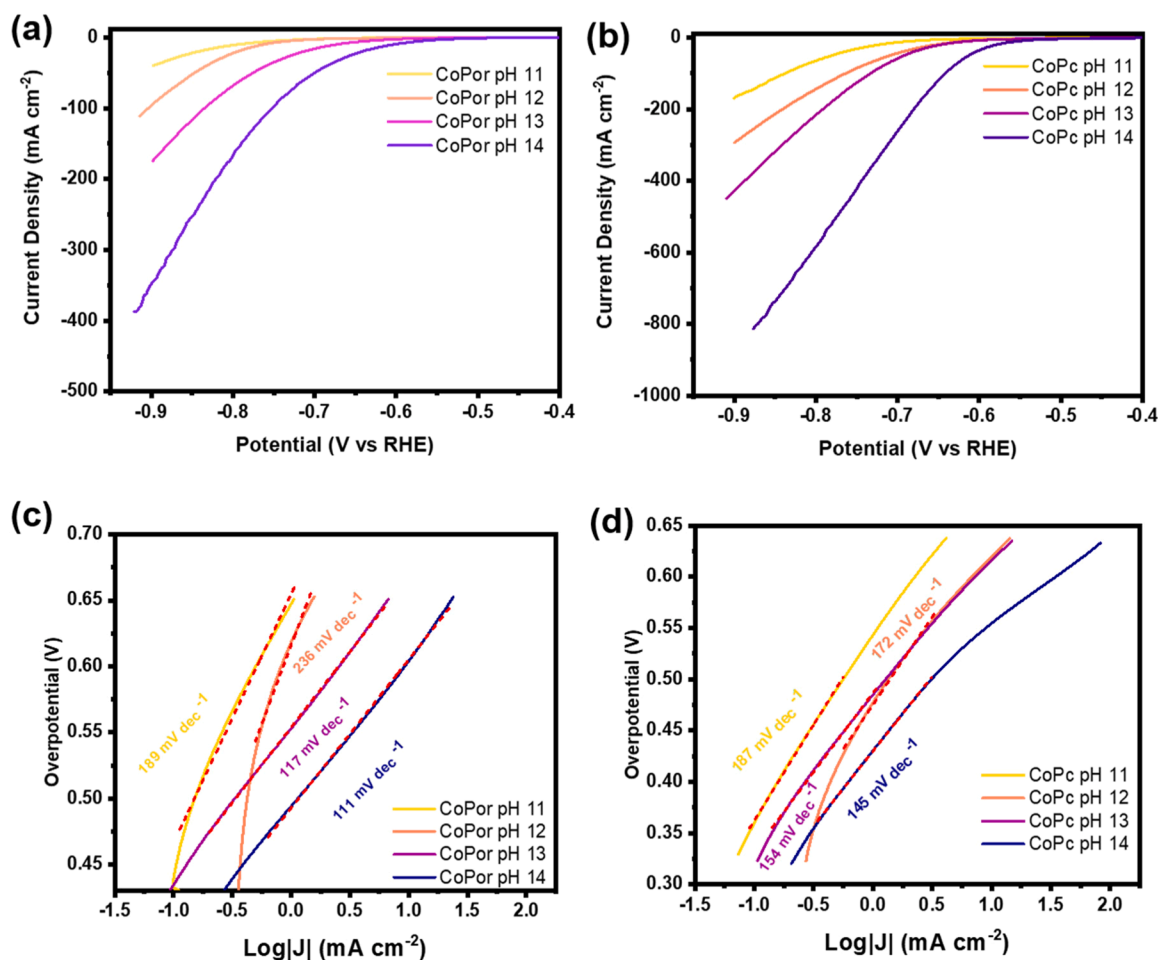 (a)
0
-100
-200
-300
-400
-500
-0.9
-0.8
-0.7
-0.6
-0.5
-0.4
Current Density (mA cm-2)
Potential (V vs RHE)
CoPor pH 11
CoPor pH 12
CoPor pH 13
CoPor pH 14
(b)
0
-200
-400
-600
-800
-1000
-0.9
-0.8
-0.7
-0.6
-0.5
-0.4
Current Density (mA cm-2)
Potential (V vs RHE)
CoPc pH 11
CoPc pH 12
CoPc pH 13
CoPc pH 14
(c)
0.70
0.65
0.60
0.55
0.50
0.45
-1.5
-1.0
-0.5
0.0
0.5
1.0
1.5
2.0
Overpotential (V)
Log|J| (mA cm-2)
189 mV dec -1
236 mV dec -1
117 mV dec -1
111 mV dec -1
CoPor pH 11
CoPor pH 12
CoPor pH 13
CoPor pH 14
(d)
0.65
0.60
0.55
0.50
0.45
0.40
0.35
0.30
-1.5
-1.0
-0.5
0.0
0.5
1.0
1.5
2.0
Overpotential (V)
Log|J| (mA cm-2)
187 mV dec -1
172 mV dec -1
154 mV dec -1
145 mV dec -1
CoPc pH 11
CoPc pH 12
CoPc pH 13
CoPc pH 14